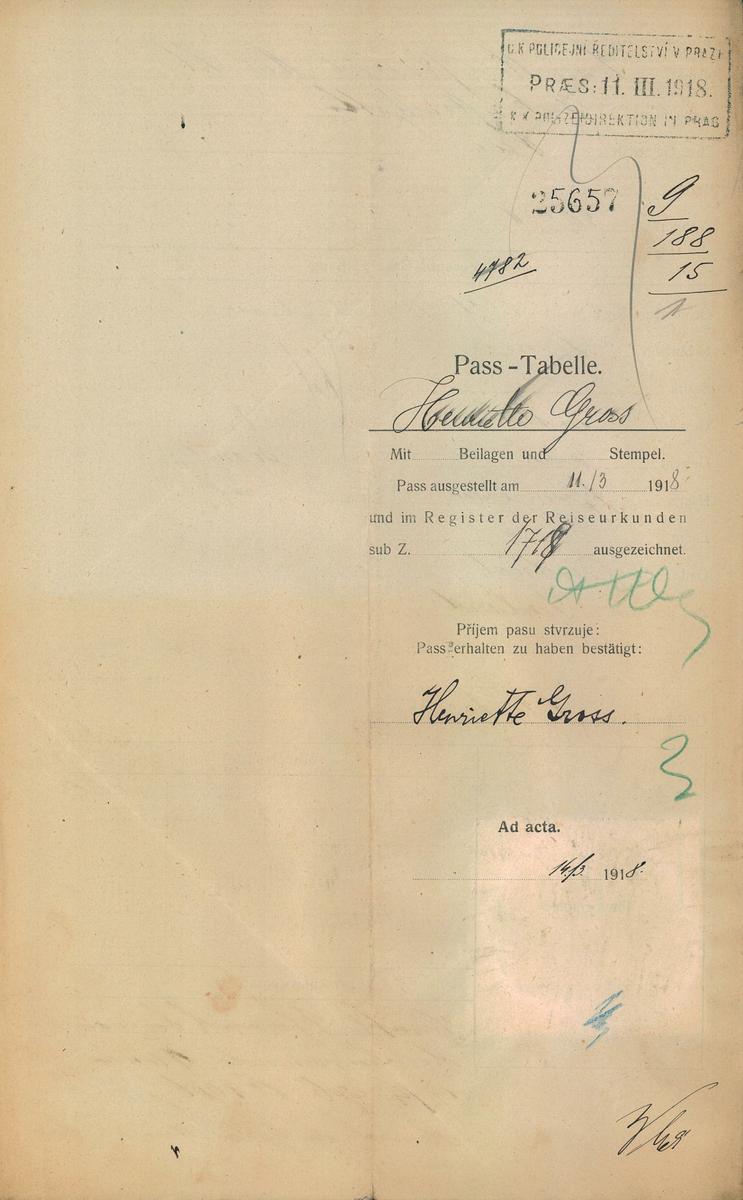 C.K POLICEJNÍ ŘEDITELSTVÍ V PRAZE
PRÆS: 11. III. 1918.
K.K POLIZEIDIREKTION IN PRAG
25657
9
188
15
1
4782
Pass-Tabelle.
Henriette Gross
Mit Beilagen und Stempel.
Pass ausgestellt am 11./3 1918
und im Register der Reiseurkunden
sub Z. ausgezeichnet.
Příjem pasu stvrzuje:
Pass erhalten zu haben bestätigt:
Henriette Gross.
Ad acta.
14/3. 1918.